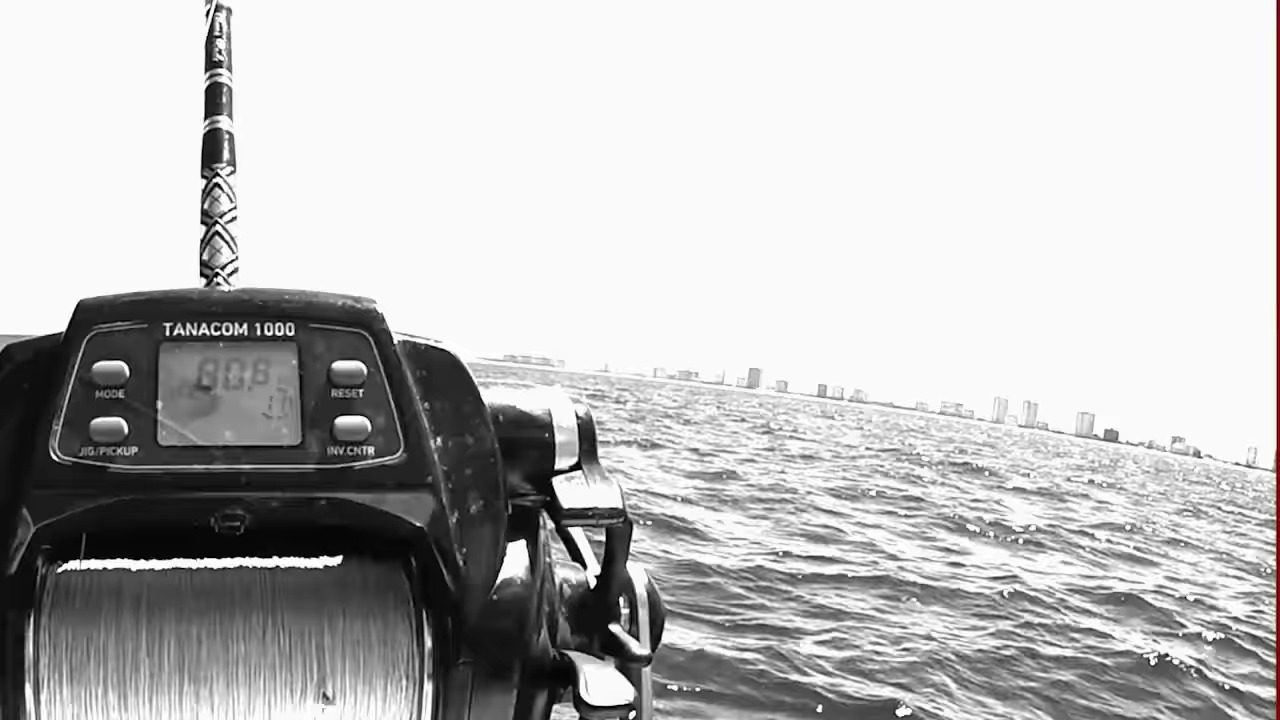 TANACOM 1000
MODE
RESET
JIG/PICKUP
INV.CNTR